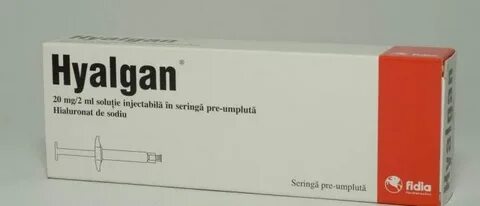 Hyalgan®
20 mg/2 ml soluție injectabilă în seringă pre-umplută
Hialuronat de sodiu
Seringă pre-umplută
fidia